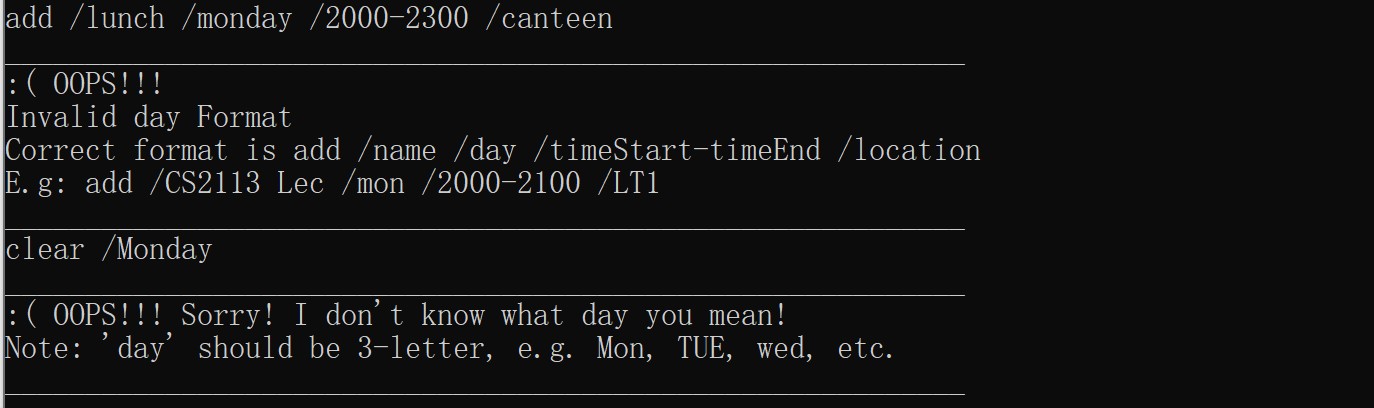 add /lunch /monday /2000-2300 /canteen
:( OOPS!!!
Invalid day Format
Correct format is add /name /day /timeStart-timeEnd /location
E.g: add /CS2113 Lec /mon /2000-2100 /LT1
clear /Monday
:( OOPS!!! Sorry! I don't know what day you mean!
Note: 'day' should be 3-letter, e.g. Mon, TUE, wed, etc.